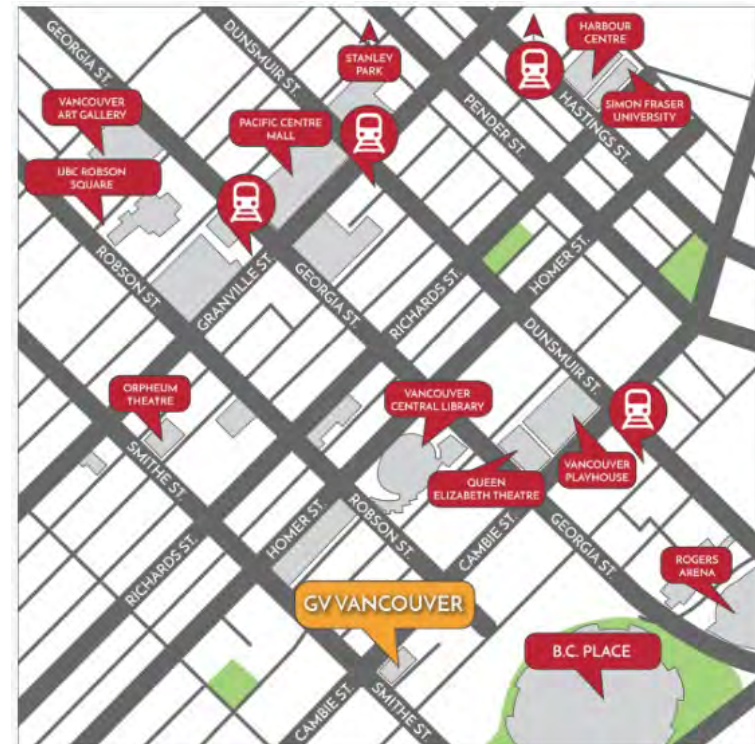 GEORGIA ST.
DUNSMUIR ST.
STANLEY
PARK
HARBOUR
CENTRE
SIMON FRASER
UNIVERSITY
VANCOUVER
ART GALLERY
PACIFIC CENTRE
MALL
PENDER ST.
HASTINGS ST.
UBC ROBSON
SQUARE
ROBSON ST.
GRANVILLE ST.
GEORGIA ST.
RICHARDS ST.
HOMER ST.
DUNSMUIR ST.
ORPHEUM
THEATRE
VANCOUVER
CENTRAL LIBRARY
SMITHE ST.
QUEEN
ELIZABETH THEATRE
VANCOUVER
PLAYHOUSE
HOMER ST.
ROBSON ST.
CAMBIE ST.
GEORGIA ST.
RICHARDS ST.
ROGERS
ARENA
GV VANCOUVER
B.C. PLACE
CAMBIE ST.
SMITHE ST.